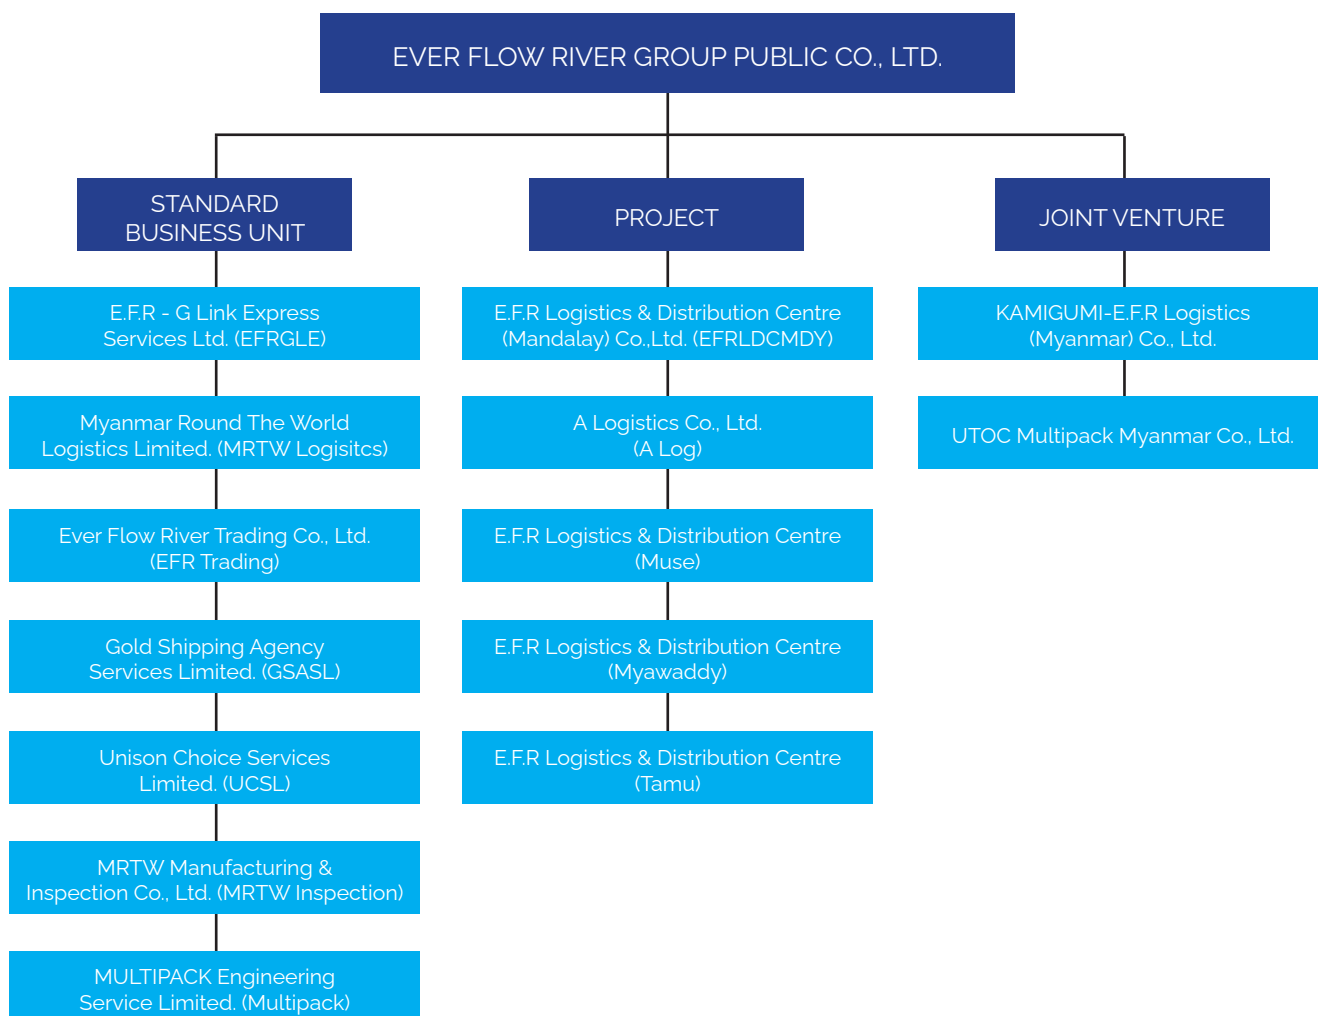 EVER FLOW RIVER GROUP PUBLIC CO., LTD.
STANDARD
BUSINESS UNIT
E.F.R - G Link Express
Services Ltd. (EFRGLE)
Myanmar Round The World
Logistics Limited. (MRTW Logisitcs)
Ever Flow River Trading Co., Ltd.
(EFR Trading)
Gold Shipping Agency
Services Limited. (GSASL)
Unison Choice Services
Limited. (UCSL)
MRTW Manufacturing &
Inspection Co., Ltd. (MRTW Inspection)
MULTIPACK Engineering
Service Limited. (Multipack)
PROJECT
E.F.R Logistics & Distribution Centre
(Mandalay) Co.,Ltd. (EFRLDCMDY)
A Logistics Co., Ltd.
(A Log)
E.F.R Logistics & Distribution Centre
(Muse)
E.F.R Logistics & Distribution Centre
(Myawaddy)
E.F.R Logistics & Distribution Centre
(Tamu)
JOINT VENTURE
KAMIGUMI-E.F.R Logistics
(Myanmar) Co., Ltd.
UTOC Multipack Myanmar Co., Ltd.